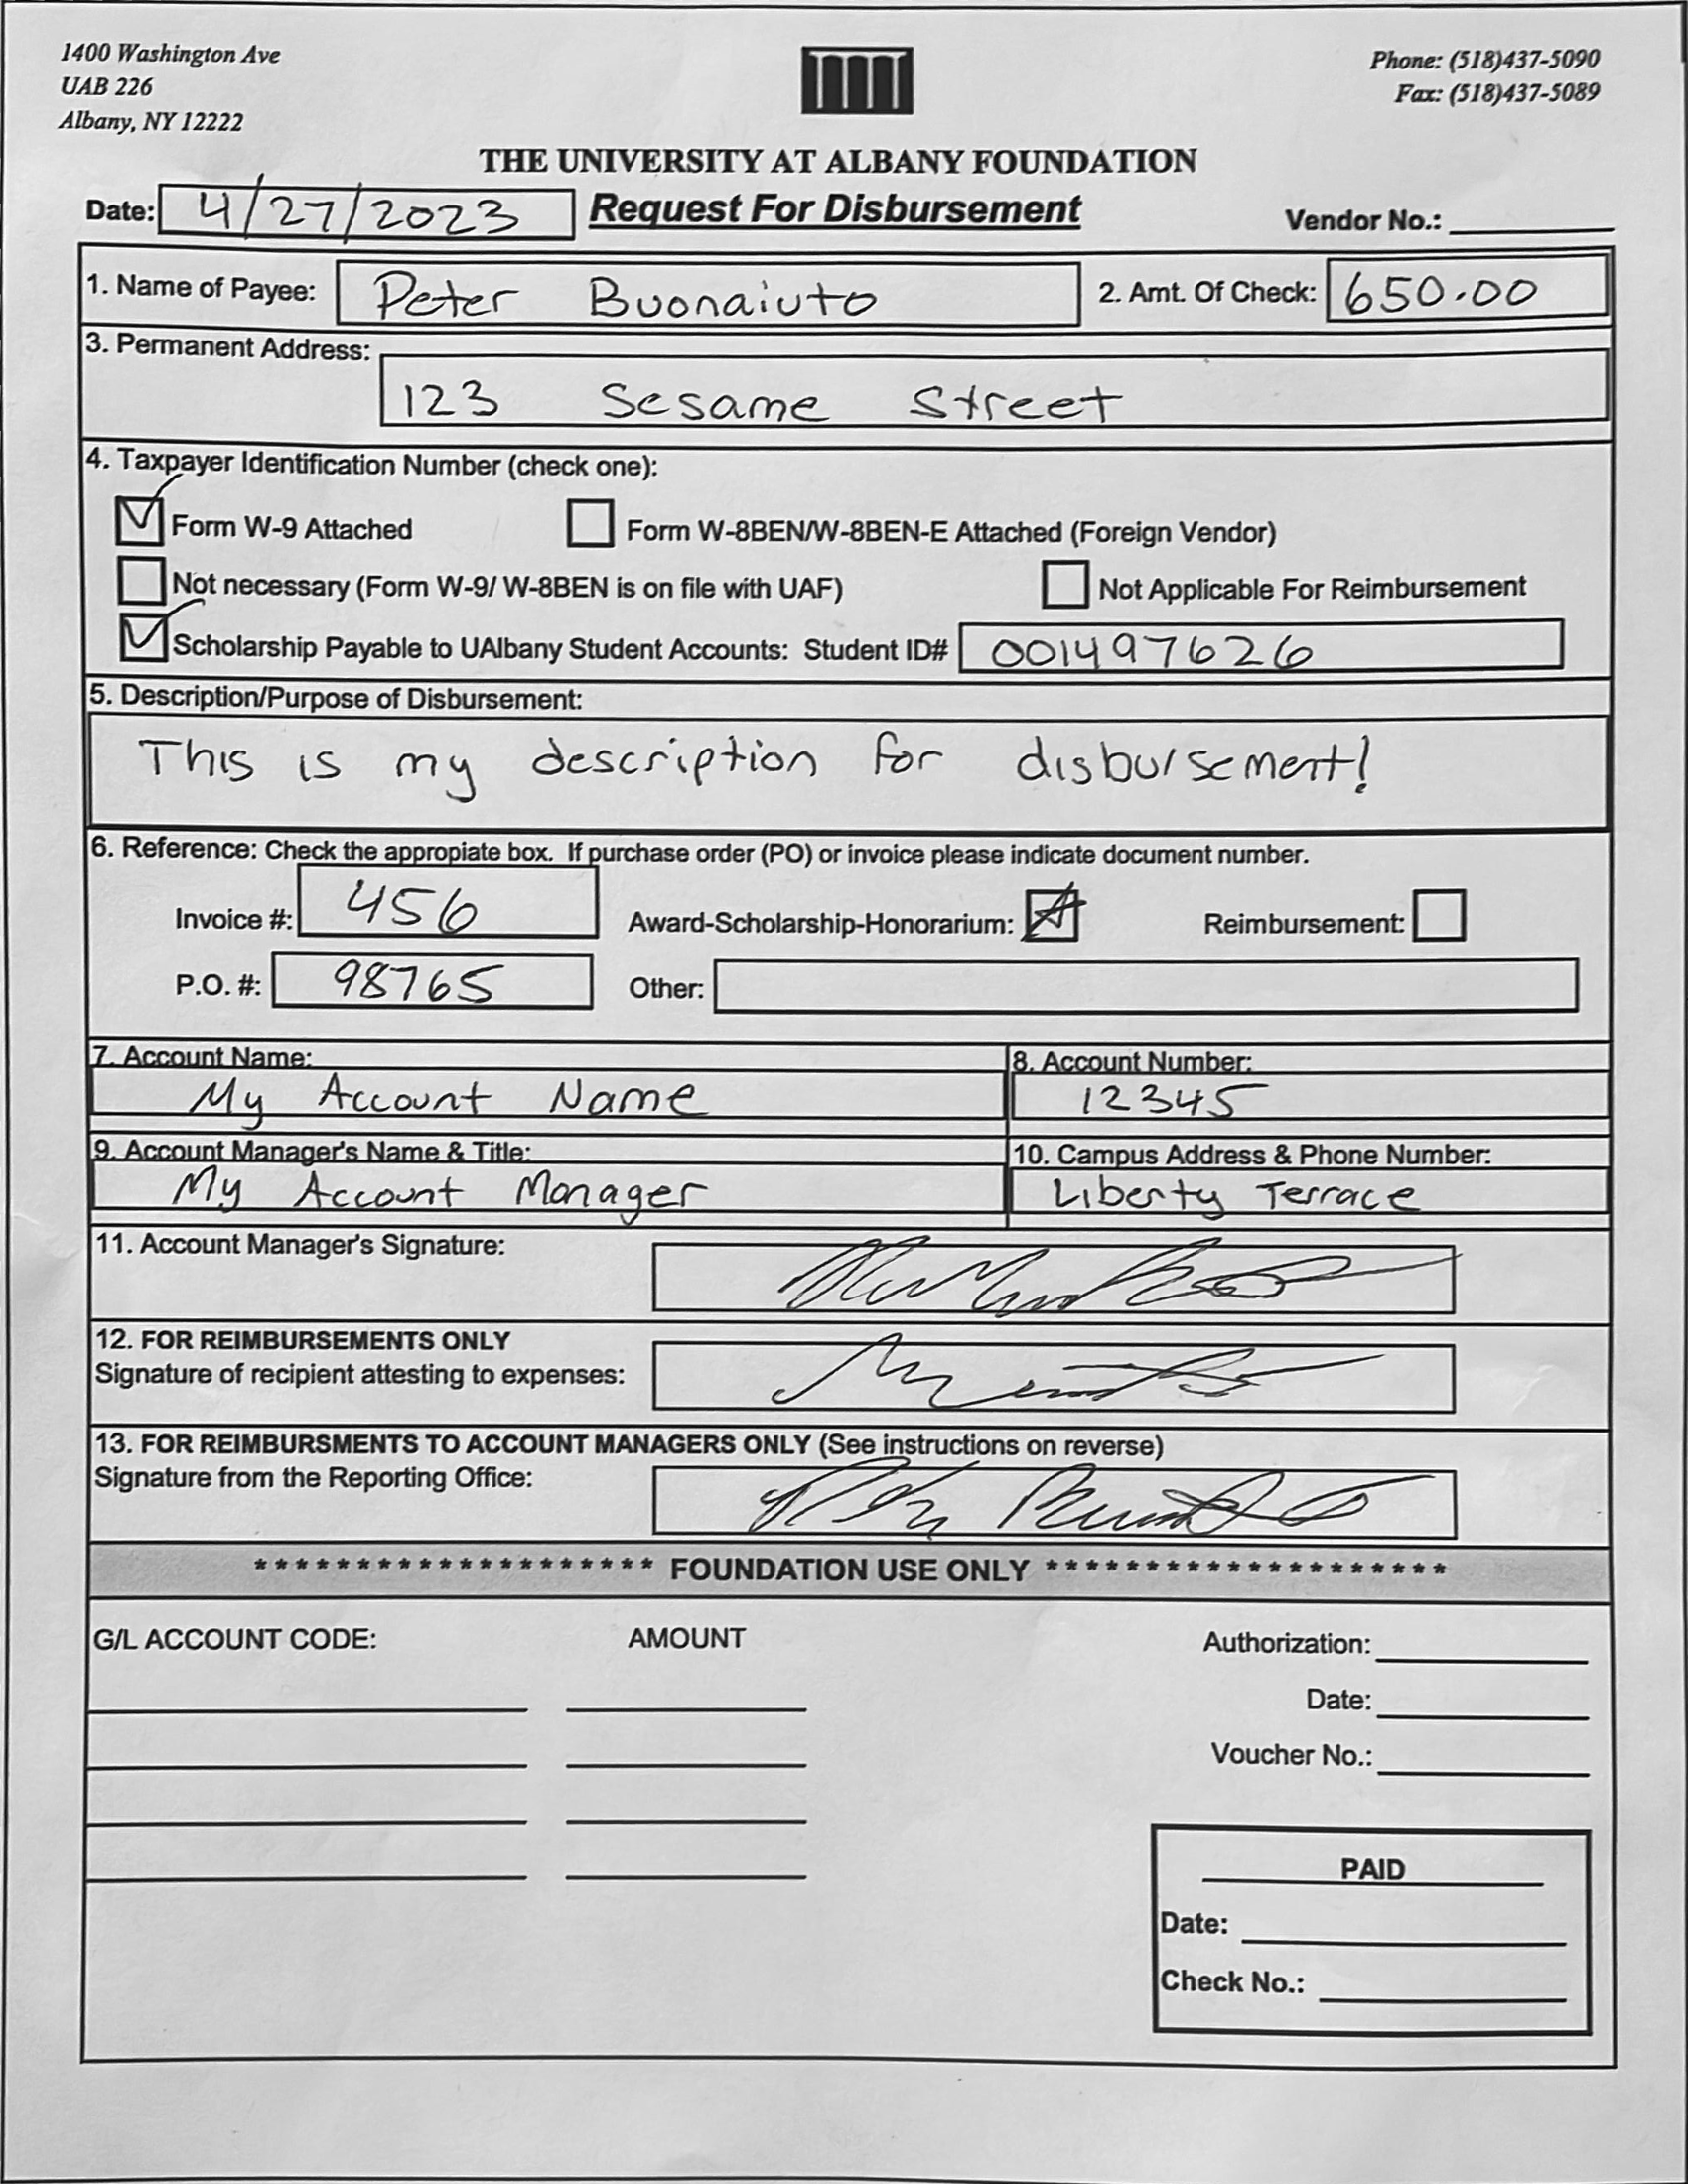 1400 Washington Ave
UAB 226
Albany, NY 12222
Phone: (518)437-5090
Fax: (518)437-5089
THE UNIVERSITY AT ALBANY FOUNDATION
Date: 4/27/2023 Request For Disbursement Vendor No.:
1. Name of Payee: Peter Buonaiuto 2. Amt. Of Check: 650.00
3. Permanent Address:
123 Sesame Street
4. Taxpayer Identification Number (check one):
Form W-9 Attached Form W-8BEN/W-8BEN-E Attached (Foreign Vendor)
Not necessary (Form W-9/ W-8BEN is on file with UAF) Not Applicable For Reimbursement
Scholarship Payable to UAlbany Student Accounts: Student ID# 001497626
5. Description/Purpose of Disbursement:
This is my description for disbursement!
6. Reference: Check the appropiate box. If purchase order (PO) or invoice please indicate document number.
Invoice #: 456 Award-Scholarship-Honorarium: Reimbursement:
P.O. #: 98765 Other:
7. Account Name: 8. Account Number:
My Account Name 12345
9. Account Manager's Name & Title: 10. Campus Address & Phone Number:
My Account Manager Liberty Terrace
11. Account Manager's Signature:
12. FOR REIMBURSEMENTS ONLY
Signature of recipient attesting to expenses:
13. FOR REIMBURSMENTS TO ACCOUNT MANAGERS ONLY (See instructions on reverse)
Signature from the Reporting Office:
******************** FOUNDATION USE ONLY ********************
G/L ACCOUNT CODE: AMOUNT Authorization:
Date:
Voucher No.:
PAID
Date:
Check No.: